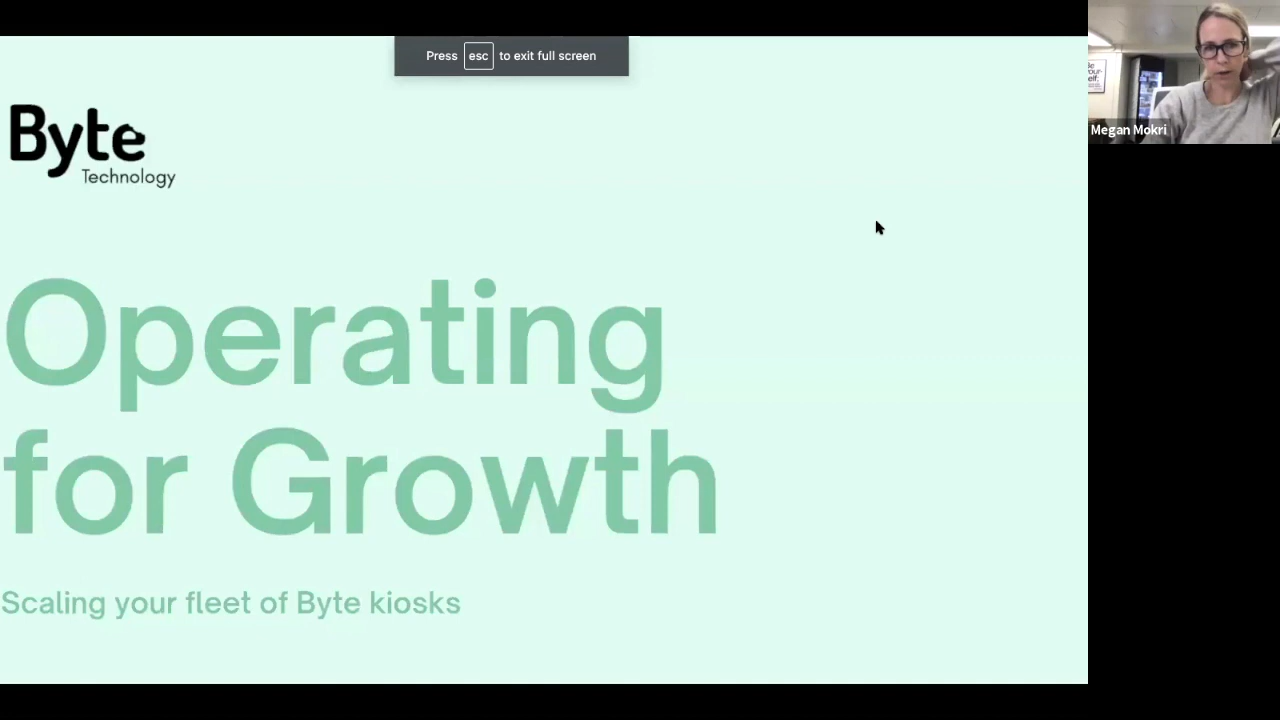 Press esc to exit full screen
Byte
Technology
Operating
for Growth
Scaling your fleet of Byte kiosks
Megan Mokri